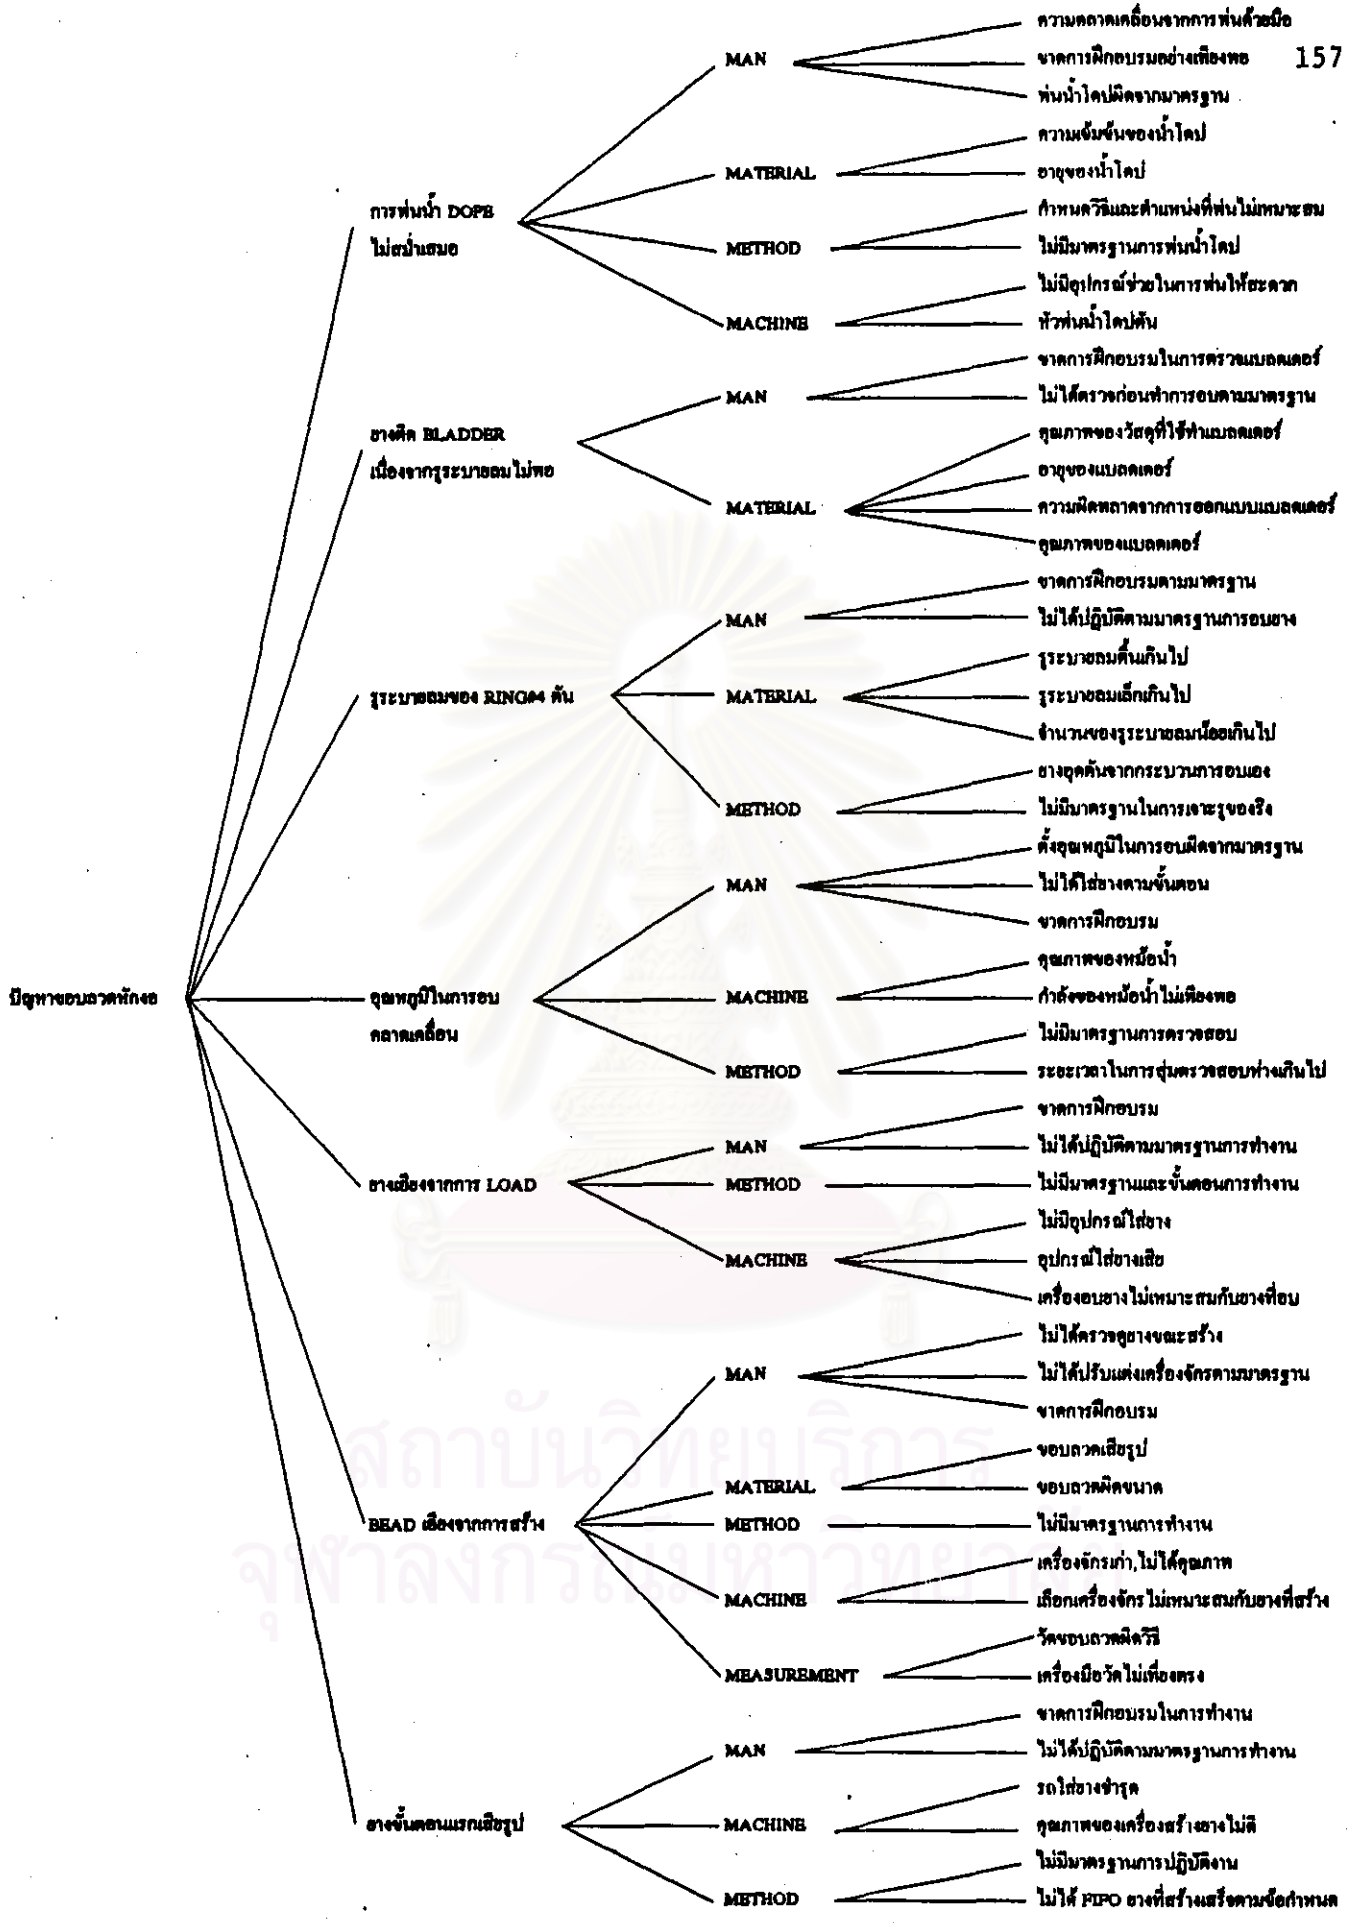 157
ปัญหาขอบลวดหักงอ
การพ่นน้ำ DOPE
ไม่สม่ำเสมอ
MAN
ความคลาดเคลื่อนจากการพ่นด้วยมือ
ขาดการฝึกอบรมอย่างเพียงพอ
พ่นน้ำโดปผิดจากมาตรฐาน
MATERIAL
ความเข้มข้นของน้ำโดป
อายุของน้ำโดป
METHOD
กำหนดวิธีและตำแหน่งที่พ่นไม่เหมาะสม
ไม่มีมาตรฐานการพ่นน้ำโดป
MACHINE
ไม่มีอุปกรณ์ช่วยในการพ่นให้สะดวก
หัวพ่นน้ำโดปตัน
ยางติด BLADDER
เนื่องจากรูระบายลมไม่พอ
MAN
ขาดการฝึกอบรมในการตรวจแบลดเดอร์
ไม่ได้ตรวจก่อนทำการอบตามมาตรฐาน
MATERIAL
คุณภาพของวัสดุที่ใช้ทำแบลดเดอร์
อายุของแบลดเดอร์
ความผิดพลาดจากการออกแบบแบลดเดอร์
คุณภาพของแบลดเดอร์
รูระบายลมของ RING#4 ตัน
MAN
ขาดการฝึกอบรมตามมาตรฐาน
ไม่ได้ปฏิบัติตามมาตรฐานการอบยาง
MATERIAL
รูระบายลมตื้นเกินไป
รูระบายลมเล็กเกินไป
จำนวนของรูระบายลมน้อยเกินไป
METHOD
ยางอุดตันจากกระบวนการอบเอง
ไม่มีมาตรฐานในการเจาะรูของริง
อุณหภูมิในการอบ
คลาดเคลื่อน
MAN
ตั้งอุณหภูมิในการอบผิดจากมาตรฐาน
ไม่ได้ใส่ยางตามขั้นตอน
ขาดการฝึกอบรม
MACHINE
คุณภาพของหม้อน้ำ
กำลังของหม้อน้ำไม่เพียงพอ
METHOD
ไม่มีมาตรฐานการตรวจสอบ
ระยะเวลาในการสุ่มตรวจสอบห่างเกินไป
ยางเอียงจากการ LOAD
MAN
ขาดการฝึกอบรม
ไม่ได้ปฏิบัติตามมาตรฐานการทำงาน
METHOD
ไม่มีมาตรฐานและขั้นตอนการทำงาน
MACHINE
ไม่มีอุปกรณ์ใส่ยาง
อุปกรณ์ใส่ยางเสีย
เครื่องอบยางไม่เหมาะสมกับยางที่อบ
BEAD เอียงจากการสร้าง
MAN
ไม่ได้ตรวจดูยางขณะสร้าง
ไม่ได้ปรับแต่งเครื่องจักรตามมาตรฐาน
ขาดการฝึกอบรม
MATERIAL
ขอบลวดเสียรูป
ขอบลวดผิดขนาด
METHOD
ไม่มีมาตรฐานการทำงาน
MACHINE
เครื่องจักรเก่า,ไม่ได้คุณภาพ
เลือกเครื่องจักรไม่เหมาะสมกับยางที่สร้าง
MEASUREMENT
วัดขอบลวดผิดวิธี
เครื่องมือวัดไม่เที่ยงตรง
ยางขั้นตอนแรกเสียรูป
MAN
ขาดการฝึกอบรมในการทำงาน
ไม่ได้ปฏิบัติตามมาตรฐานการทำงาน
MACHINE
รถใส่ยางชำรุด
คุณภาพของเครื่องสร้างยางไม่ดี
METHOD
ไม่มีมาตรฐานการปฏิบัติงาน
ไม่ได้ FIFO ยางที่สร้างเสร็จตามข้อกำหนด
สถาบันวิทยบริการ
จุฬาลงกรณ์มหาวิทยาลัย